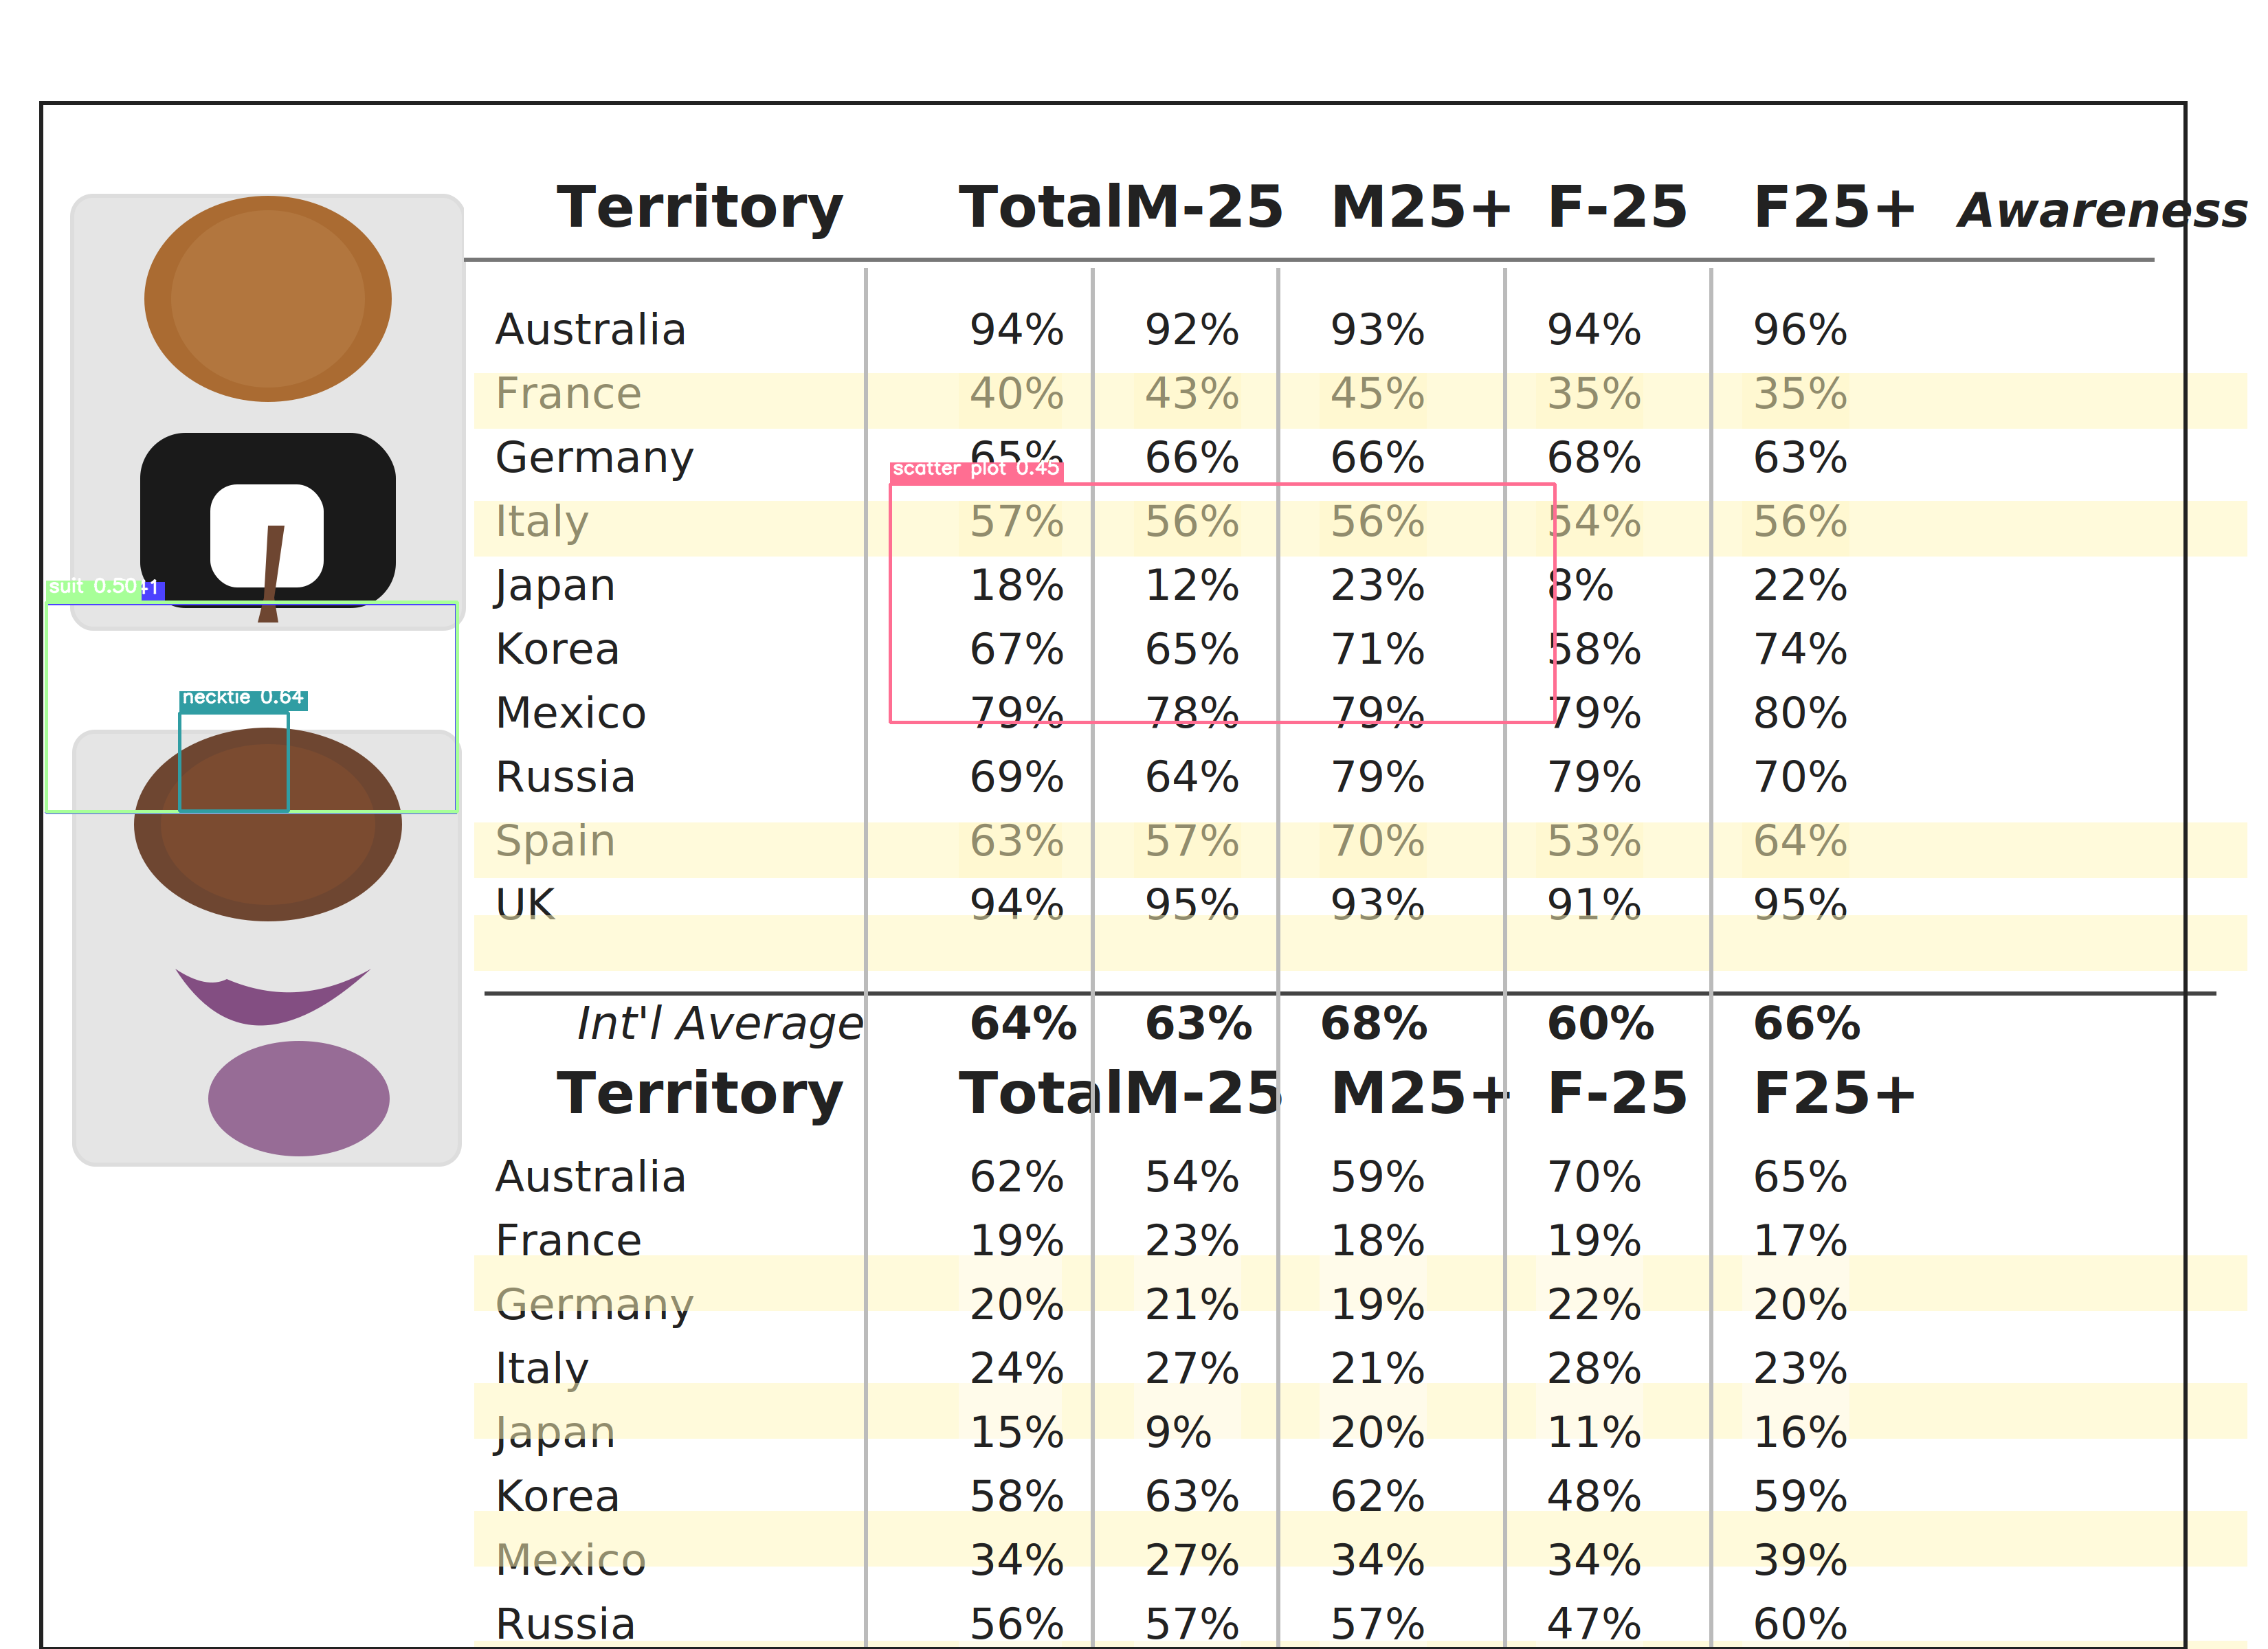 Territory Total M-25 M25+ F-25 F25+ Awareness
Australia 94% 92% 93% 94% 96%
France 40% 43% 45% 35% 35%
Germany 65% 66% 66% 68% 63%
scatter plot 0.45
Italy 57% 56% 56% 54% 56%
Japan 18% 12% 23% 8% 22%
suit 0.50
Korea 67% 65% 71% 58% 74%
necktie 0.64
Mexico 79% 78% 79% 79% 80%
Russia 69% 64% 79% 79% 70%
Spain 63% 57% 70% 53% 64%
UK 94% 95% 93% 91% 95%
Int'l Average 64% 63% 68% 60% 66%
Territory Total M-25 M25+ F-25 F25+
Australia 62% 54% 59% 70% 65%
France 19% 23% 18% 19% 17%
Germany 20% 21% 19% 22% 20%
Italy 24% 27% 21% 28% 23%
Japan 15% 9% 20% 11% 16%
Korea 58% 63% 62% 48% 59%
Mexico 34% 27% 34% 34% 39%
Russia 56% 57% 57% 47% 60%